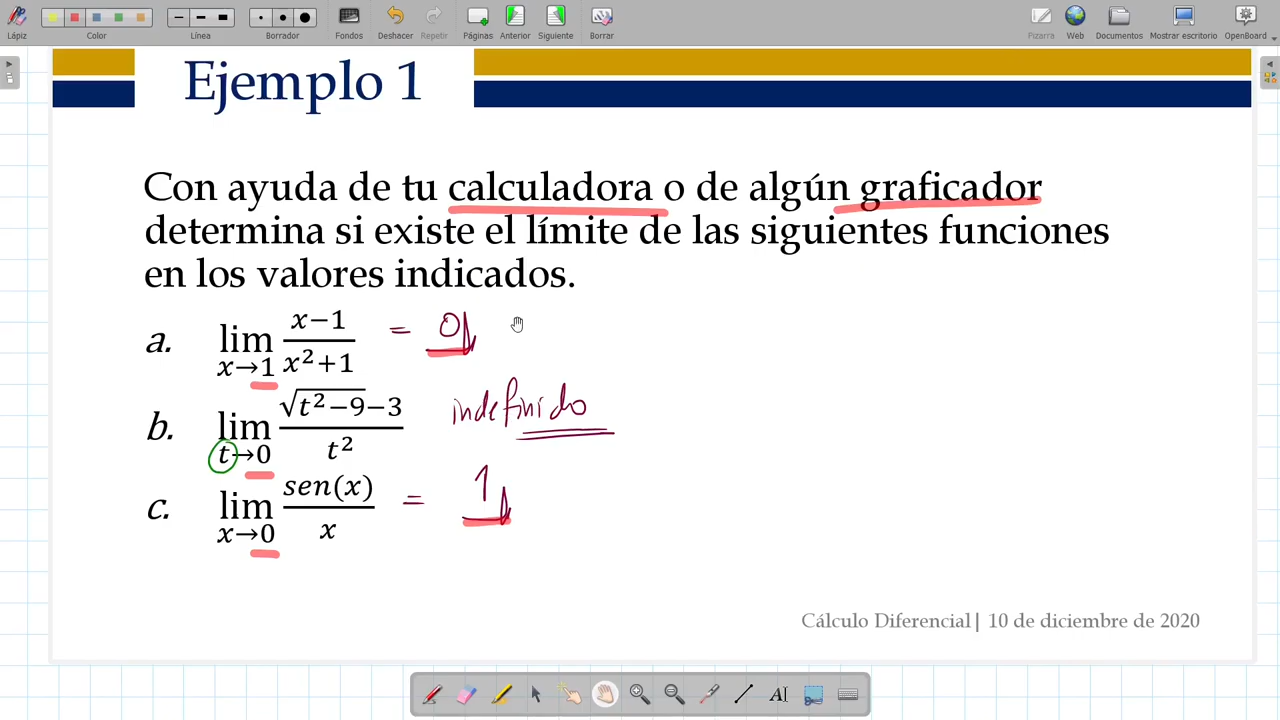 Lápiz Color Línea Borrador Fondos Deshacer Repetir Páginas Anterior Siguiente Borrar Pizarra Web Documentos Mostrar escritorio OpenBoard
Ejemplo 1
Con ayuda de tu calculadora o de algún graficador
determina si existe el límite de las siguientes funciones
en los valores indicados.
a. lim x→1 x−1 / x²+1 = 0
b. lim t→0 √t²−9−3 / t² indefinido
c. lim x→0 sen(x) / x = 1
Cálculo Diferencial| 10 de diciembre de 2020